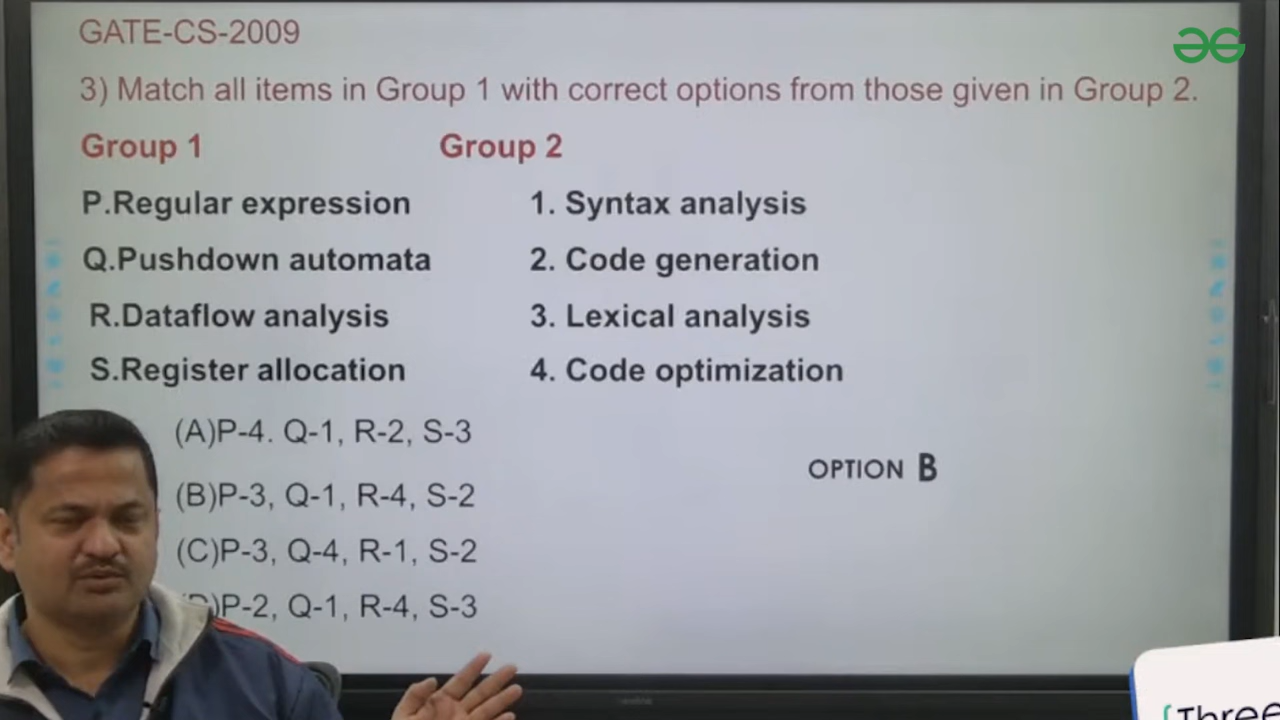 GATE-CS-2009
3) Match all items in Group 1 with correct options from those given in Group 2.
Group 1 Group 2
P.Regular expression 1. Syntax analysis
Q.Pushdown automata 2. Code generation
R.Dataflow analysis 3. Lexical analysis
S.Register allocation 4. Code optimization
(A)P-4. Q-1, R-2, S-3
OPTION B
(B)P-3, Q-1, R-4, S-2
(C)P-3, Q-4, R-1, S-2
)P-2, Q-1, R-4, S-3
{Three